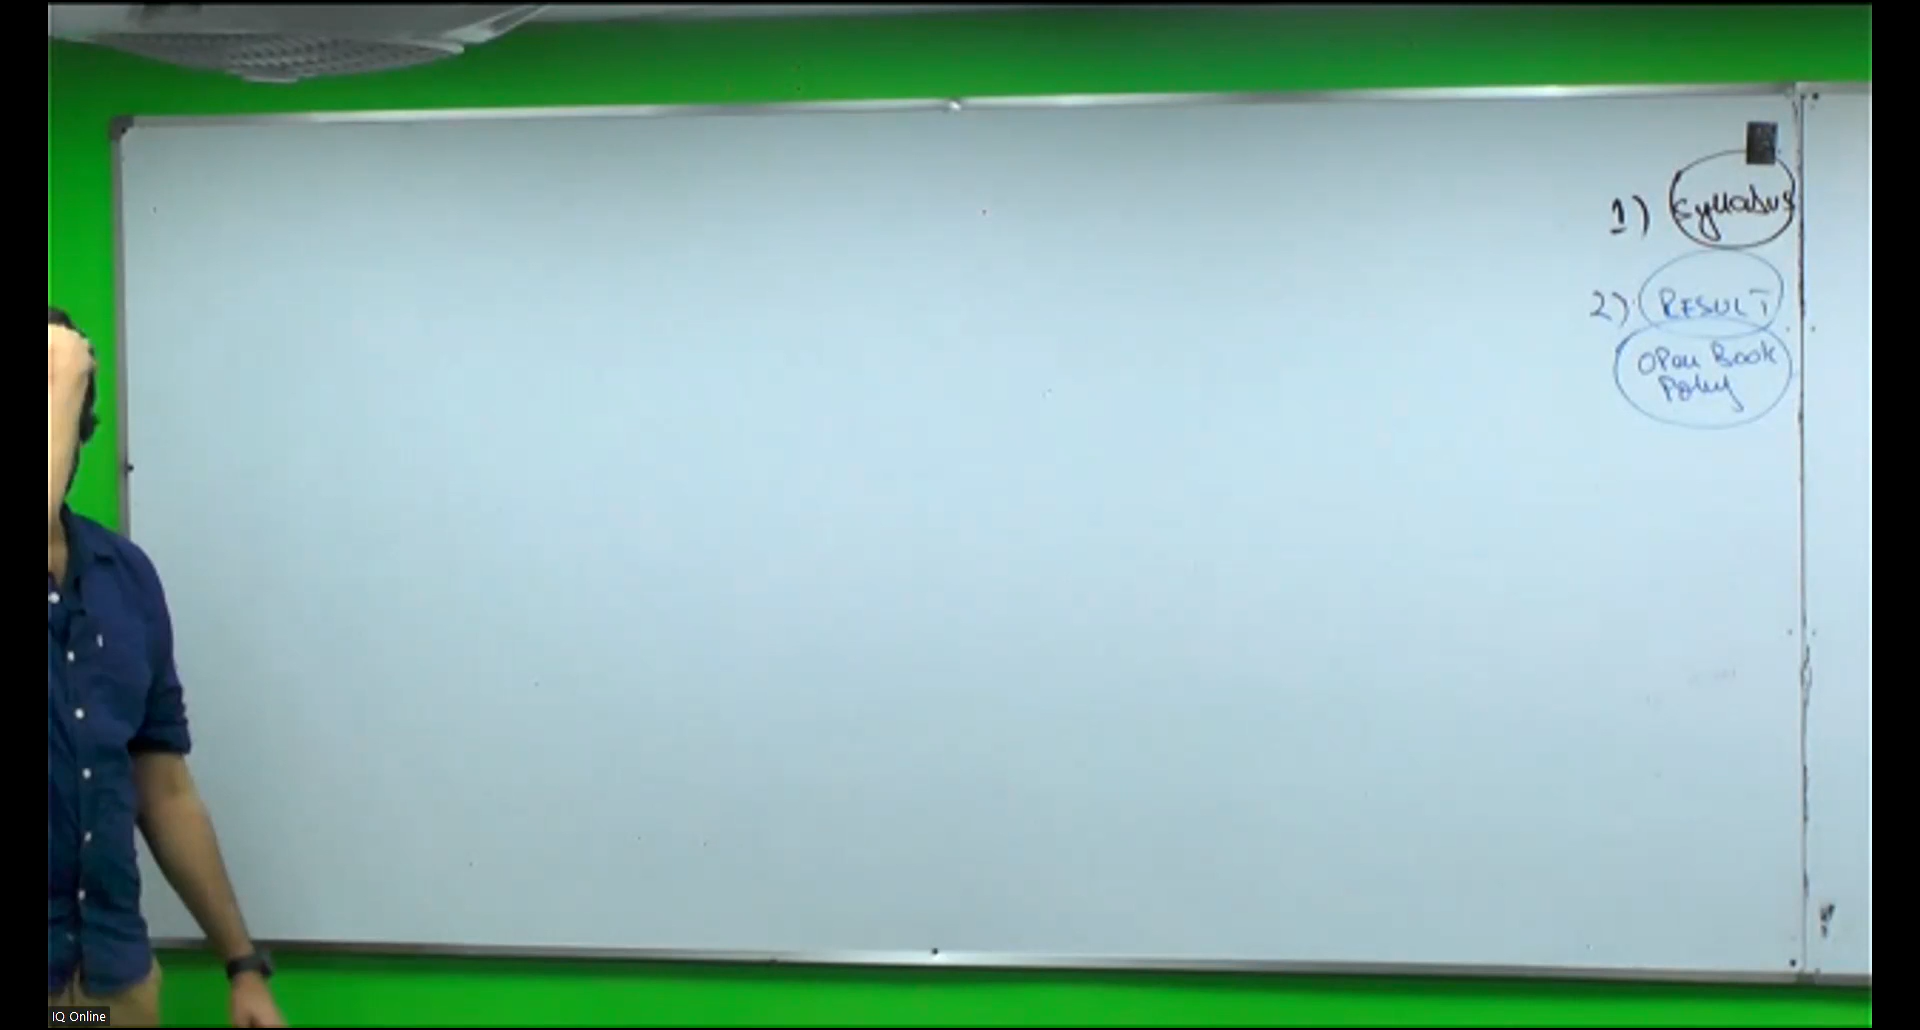 1) Syllabus
2) RESULT
OPen Book
Policy
IQ Online